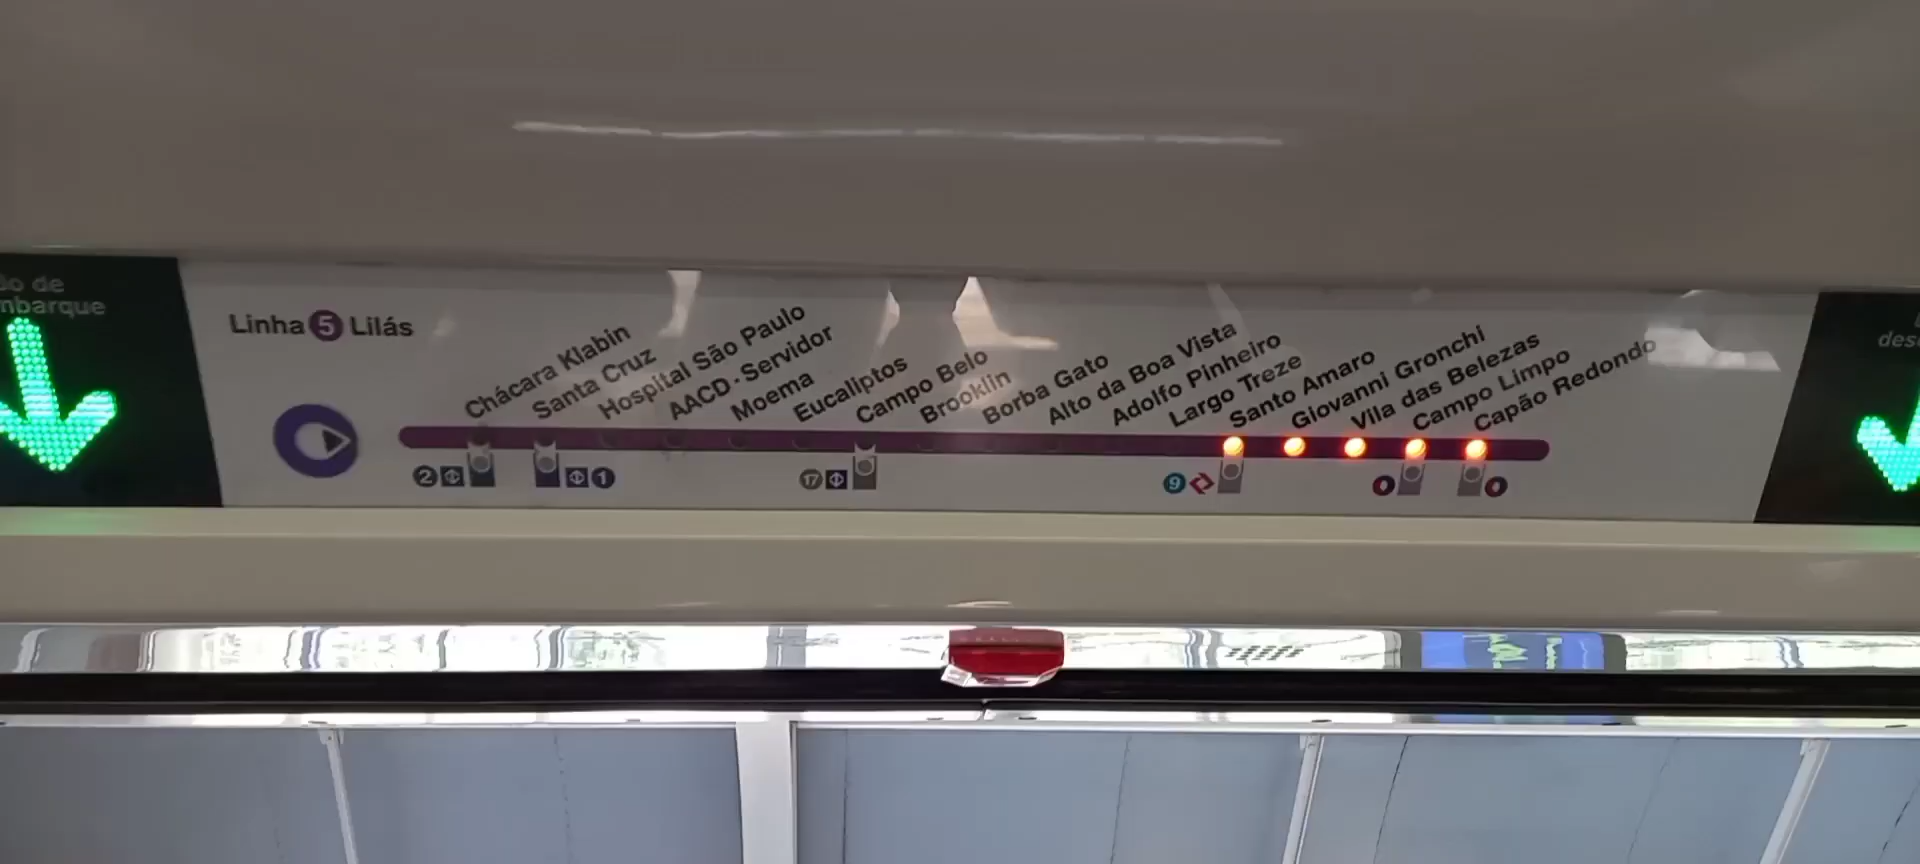 ão de
mbarque
Linha 5 Lilás
Chácara Klabin
Santa Cruz
Hospital São Paulo
AACD - Servidor
Moema
Eucaliptos
Campo Belo
Brooklin
Borba Gato
Alto da Boa Vista
Adolfo Pinheiro
Largo Treze
Santo Amaro
Giovanni Gronchi
Vila das Belezas
Campo Limpo
Capão Redondo
2
1
17
9
dese